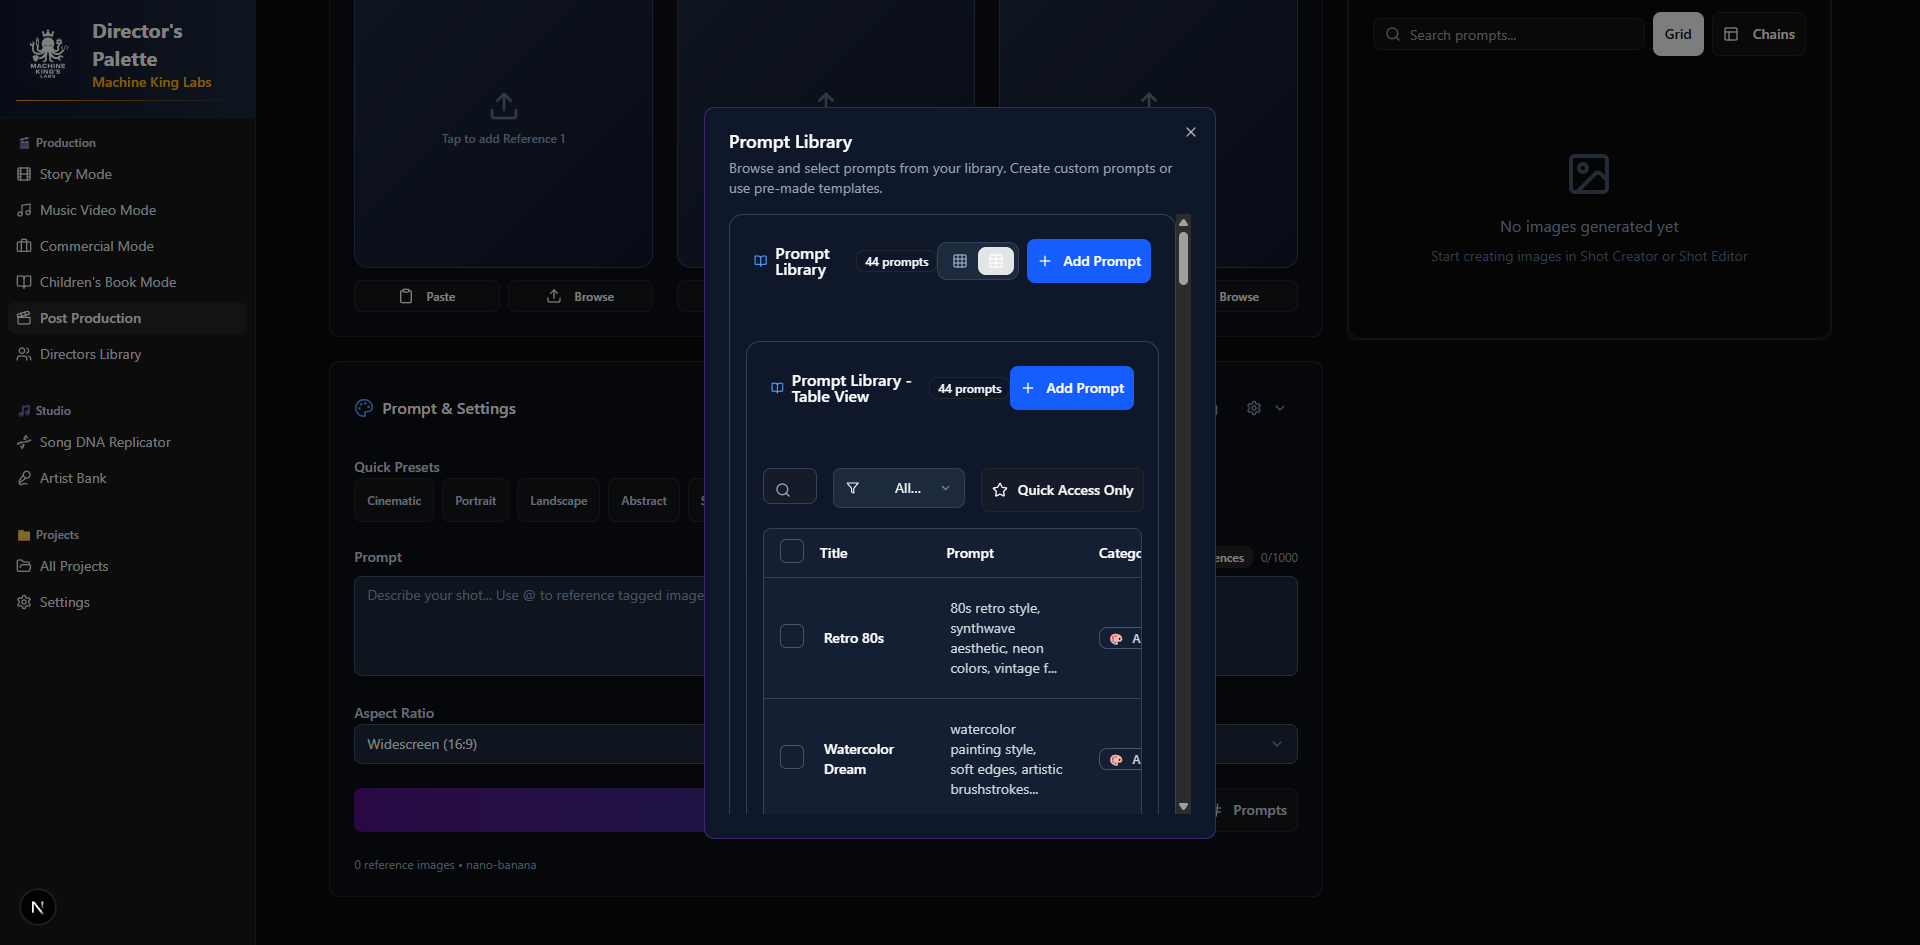 Director's
Palette
Machine King Labs
MACHINE
KING'S
LABS
Production
Story Mode
Music Video Mode
Commercial Mode
Children's Book Mode
Post Production
Directors Library
Studio
Song DNA Replicator
Artist Bank
Projects
All Projects
Settings
N
Tap to add Reference 1
Paste
Browse
Browse
Prompt & Settings
Quick Presets
Cinematic
Portrait
Landscape
Abstract
Prompt
0/1000
Describe your shot... Use @ to reference tagged image
Aspect Ratio
Widescreen (16:9)
Prompts
0 reference images • nano-banana
Prompt Library
Browse and select prompts from your library. Create custom prompts or
use pre-made templates.
Prompt
Library
44 prompts
Add Prompt
Prompt Library -
Table View
44 prompts
Add Prompt
All...
Quick Access Only
Title Prompt Catego
Retro 80s
80s retro style,
synthwave
aesthetic, neon
colors, vintage f...
A
Watercolor
Dream
watercolor
painting style,
soft edges, artistic
brushstrokes...
A
Search prompts...
Grid
Chains
No images generated yet
Start creating images in Shot Creator or Shot Editor